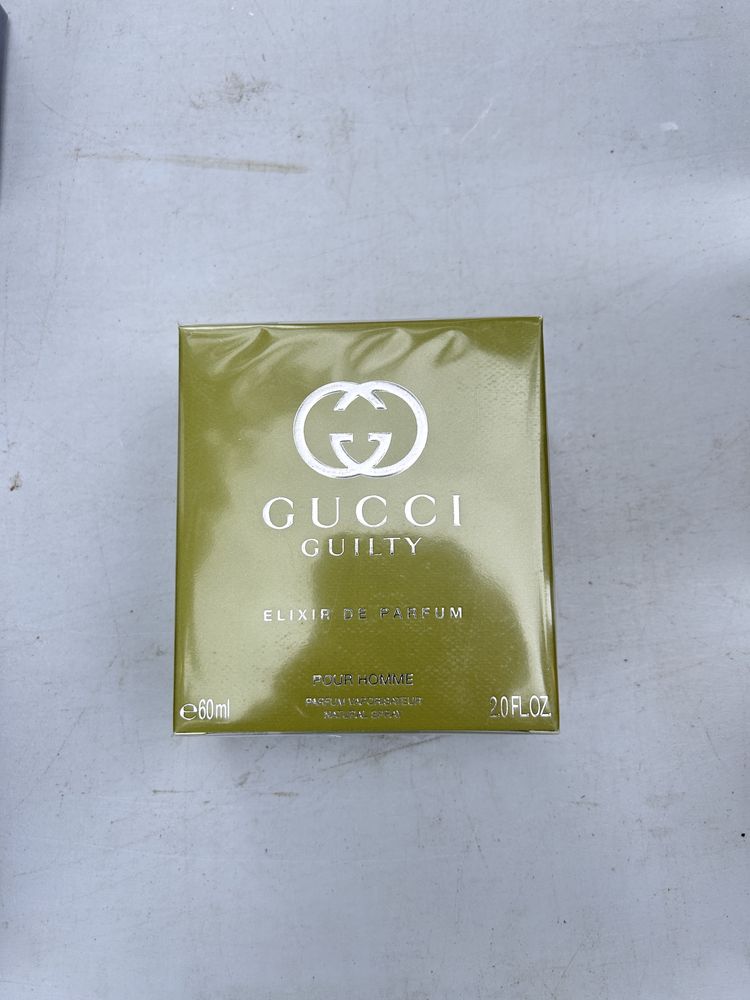 GUCCI
GUILTY
ELIXIR DE PARFUM
POUR HOMME
PARFUM VAPORISATEUR
NATURAL SPRAY
℮60ml
2.0 FL.OZ.